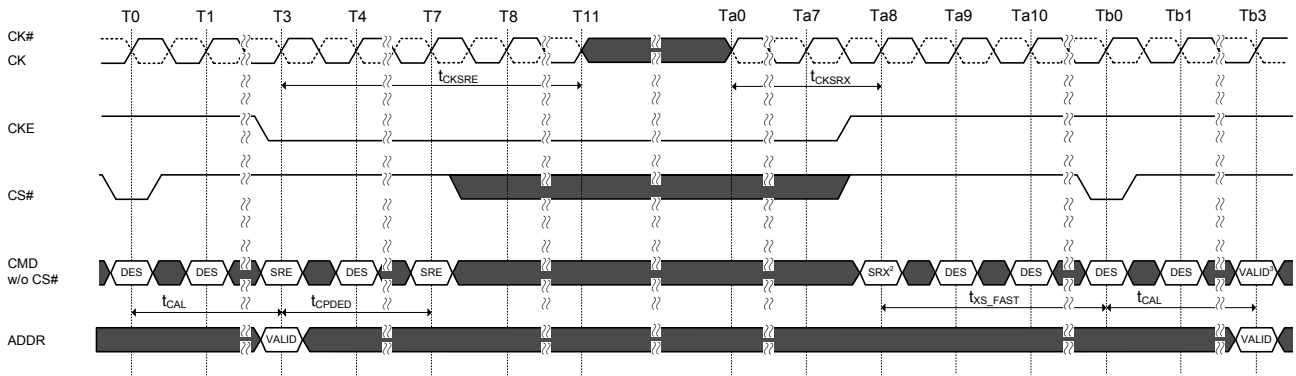 T0 T1 T3 T4 T7 T8 T11 Ta0 Ta7 Ta8 Ta9 Ta10 Tb0 Tb1 Tb3
CK#
CK
tCKSRE tCKSRX
CKE
CS#
CMD
w/o CS#
DES DES SRE DES SRE SRX2 DES DES DES DES VALID3
tCAL tCPDED tXS_FAST tCAL
ADDR
VALID VALID